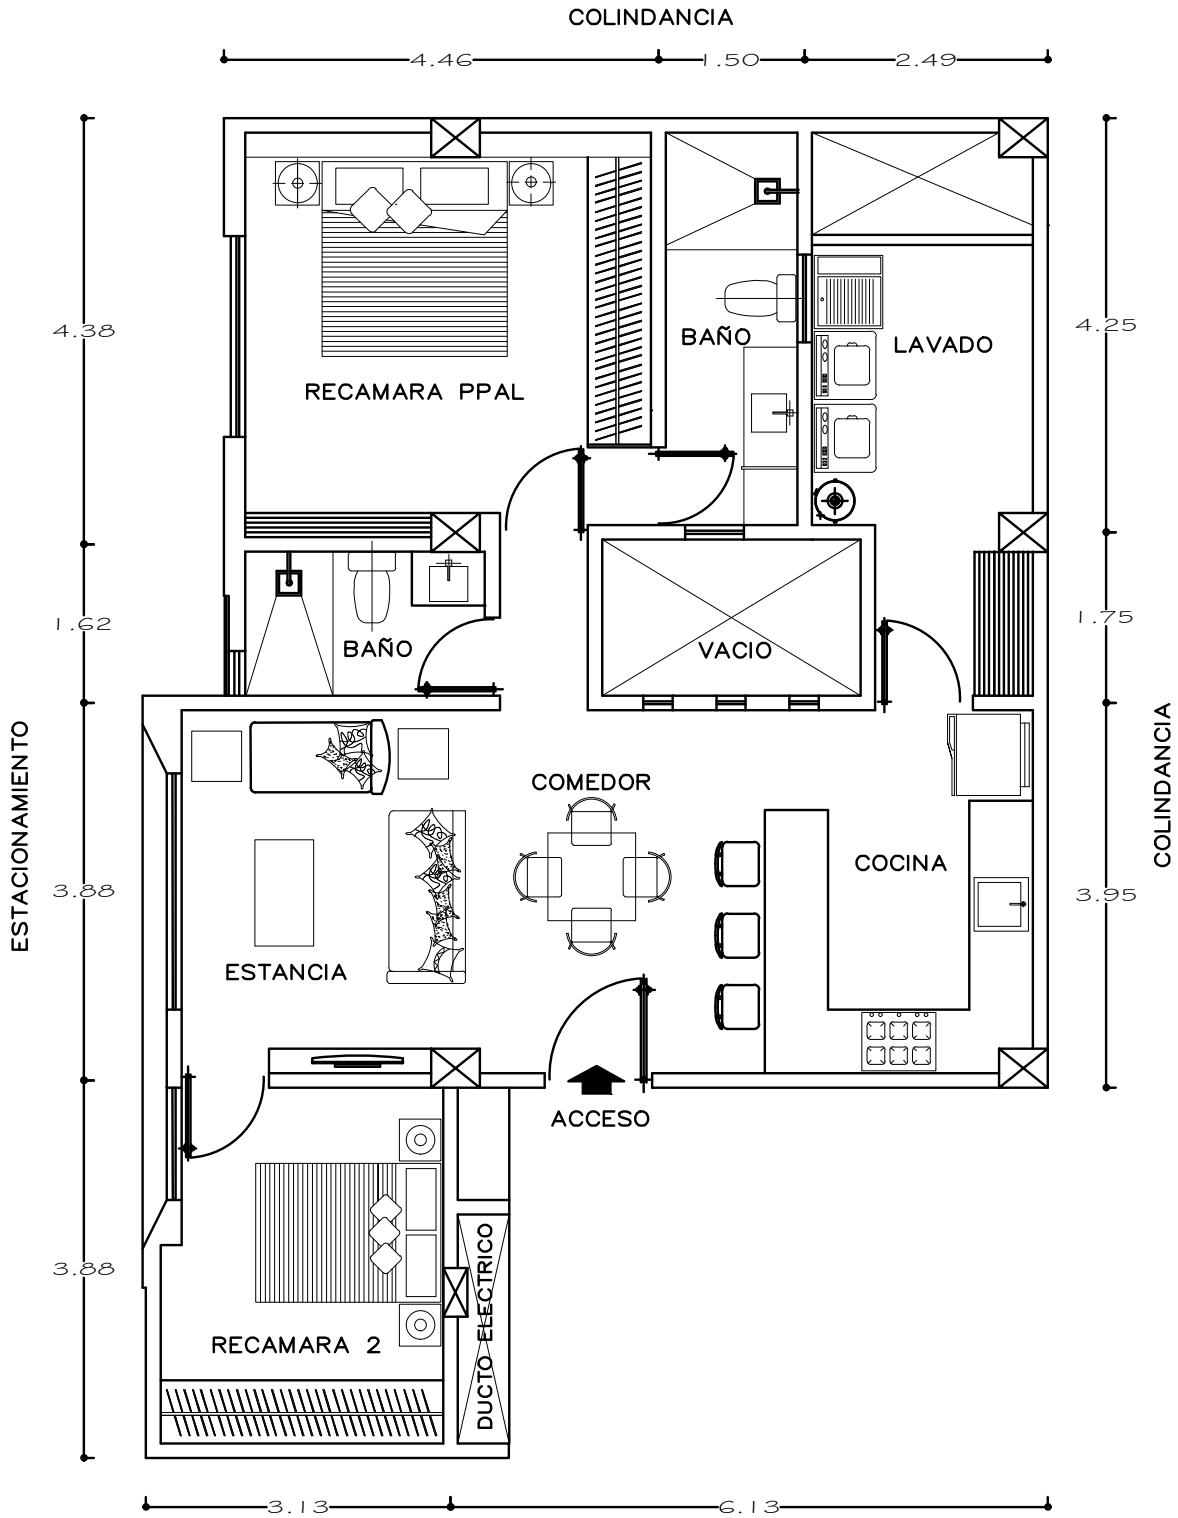 COLINDANCIA
4.46
1.50
2.49
4.38
4.25
BAÑO
LAVADO
RECAMARA PPAL
1.62
1.75
BAÑO
VACIO
ESTACIONAMIENTO
COLINDANCIA
COMEDOR
COCINA
3.88
3.95
ESTANCIA
ACCESO
3.88
DUCTO ELECTRICO
RECAMARA 2
3.13
6.13